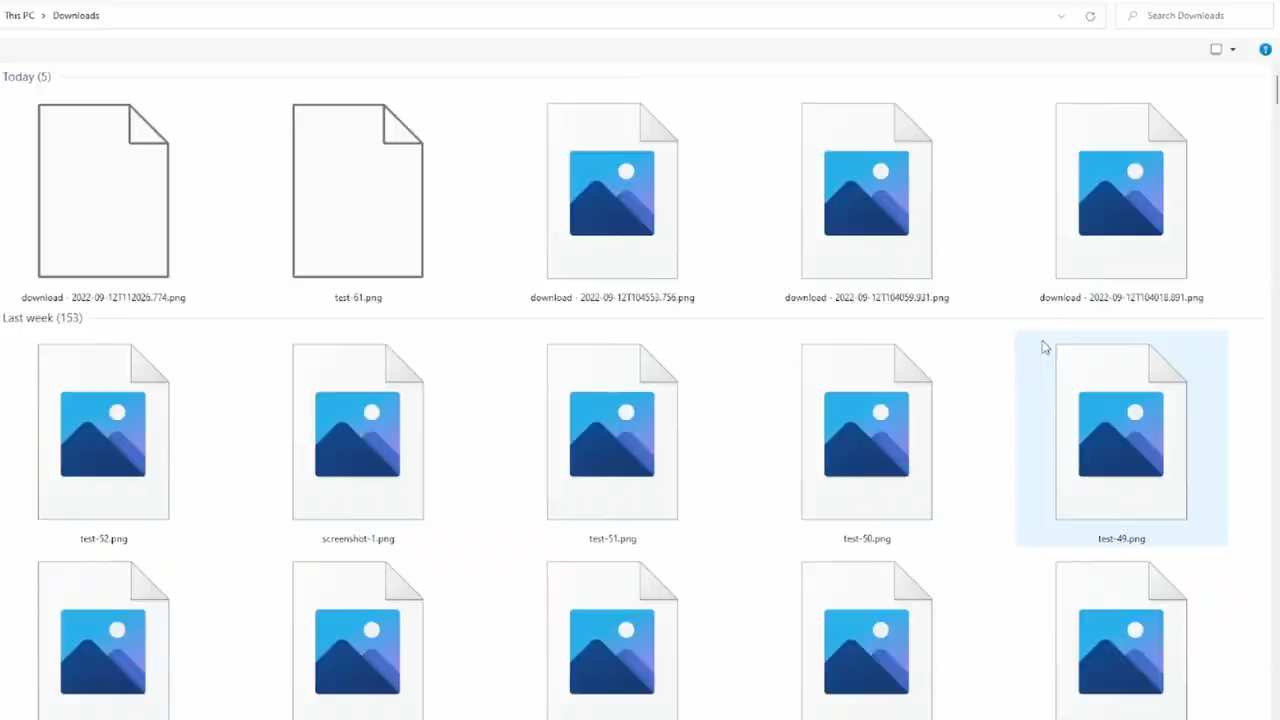 This PC > Downloads
Search Downloads
Today (5)
download - 2022-09-12T112026.774.png
test-61.png
download - 2022-09-12T104553.756.png
download - 2022-09-12T104059.931.png
download - 2022-09-12T104018.891.png
Last week (153)
test-52.png
screenshot-1.png
test-51.png
test-50.png
test-49.png